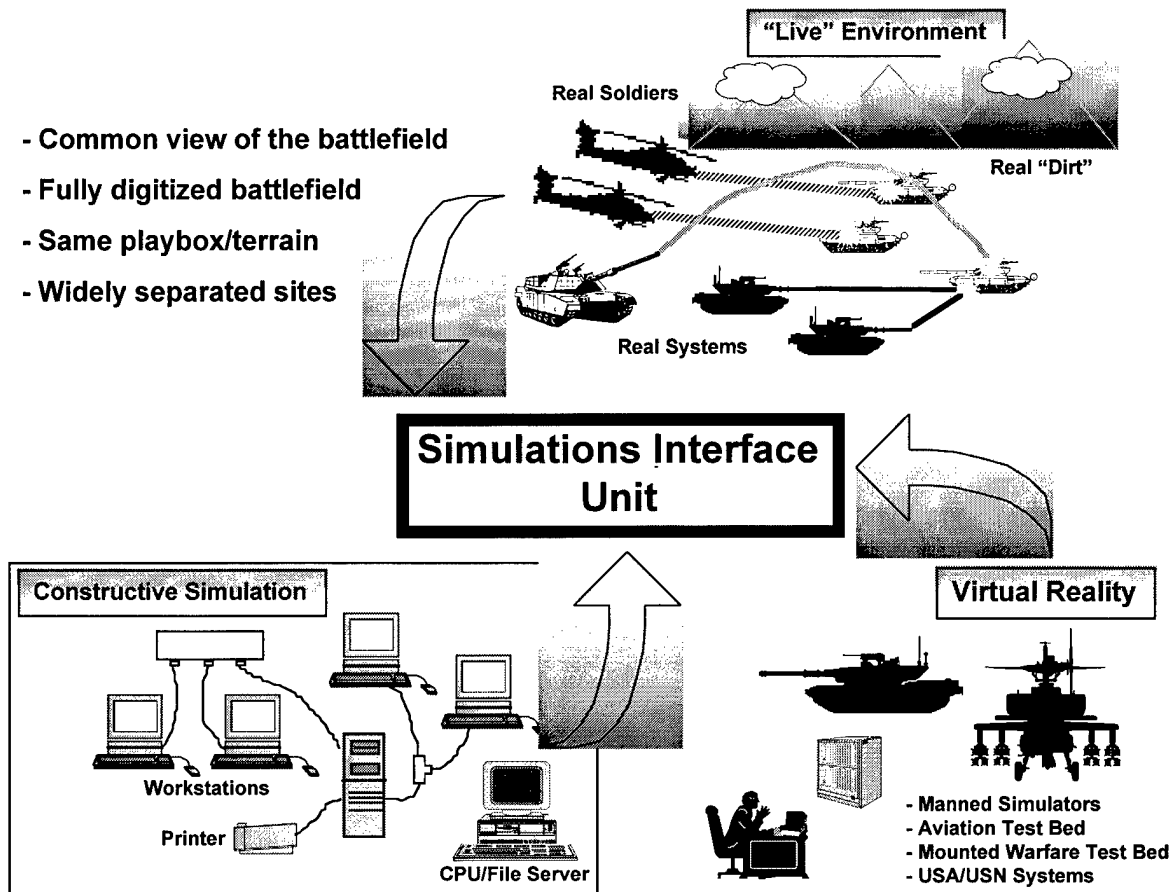 "Live" Environment
Real Soldiers
Real "Dirt"
- Common view of the battlefield
- Fully digitized battlefield
- Same playbox/terrain
- Widely separated sites
Real Systems
Simulations Interface
Unit
Constructive Simulation
Workstations
Printer
CPU/File Server
Virtual Reality
- Manned Simulators
- Aviation Test Bed
- Mounted Warfare Test Bed
- USA/USN Systems